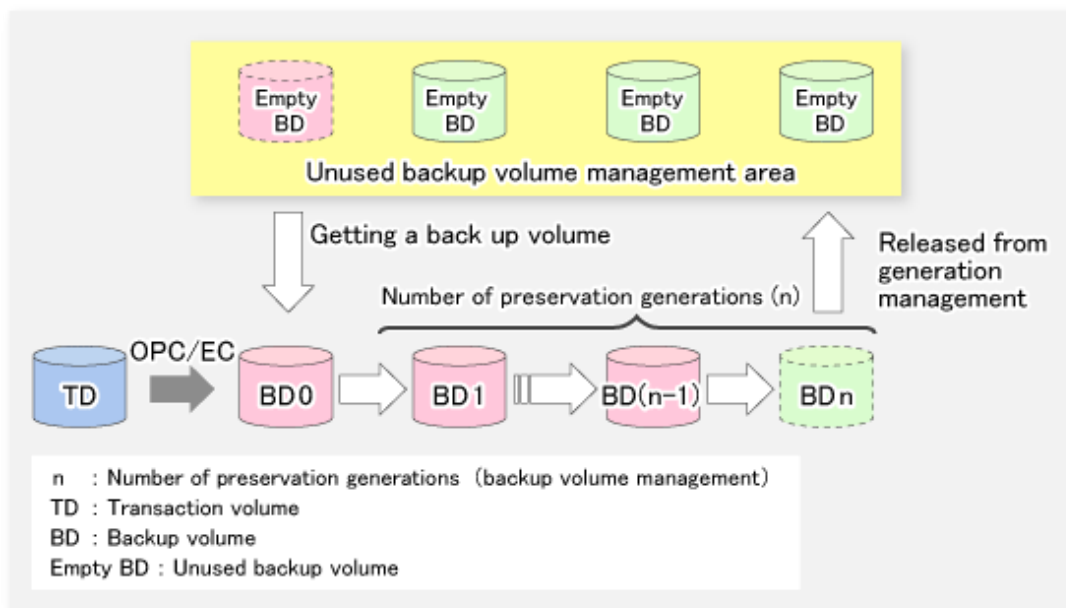 Empty
BD
Empty
BD
Empty
BD
Empty
BD
Unused backup volume management area
Getting a back up volume
Released from
generation
management
Number of preservation generations (n)
OPC/EC
TD
BD0
BD1
BD(n-1)
BDn
n : Number of preservation generations (backup volume management)
TD : Transaction volume
BD : Backup volume
Empty BD : Unused backup volume